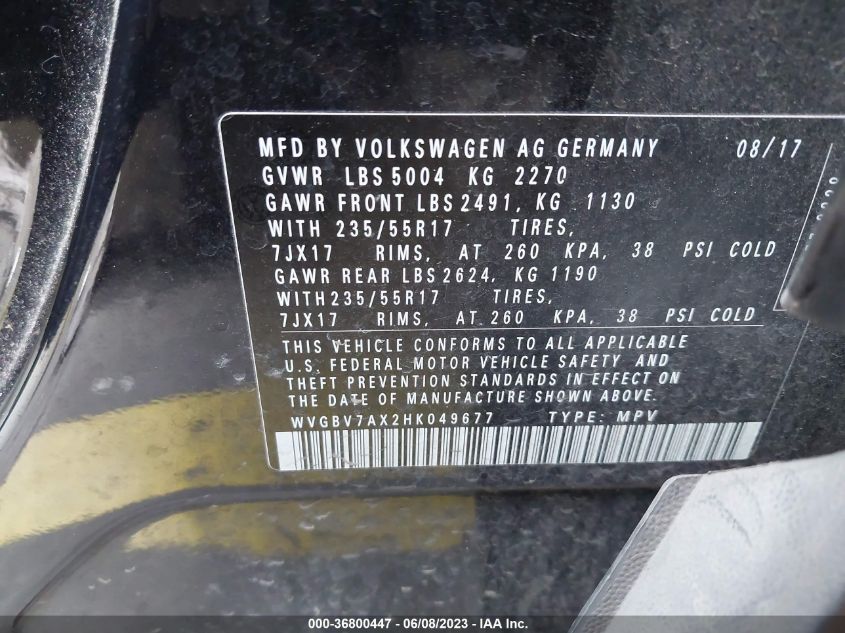 MFD BY VOLKSWAGEN AG GERMANY 08/17
GVWR LBS 5004 KG 2270
GAWR FRONT LBS 2491, KG 1130
WITH 235/55R17 TIRES,
7JX17 RIMS, AT 260 KPA, 38 PSI COLD
GAWR REAR LBS 2624, KG 1190
WITH 235/55R17 TIRES,
7JX17 RIMS, AT 260 KPA, 38 PSI COLD
THIS VEHICLE CONFORMS TO ALL APPLICABLE
U.S. FEDERAL MOTOR VEHICLE SAFETY AND
THEFT PREVENTION STANDARDS IN EFFECT ON
THE DATE OF MANUFACTURE SHOWN ABOVE.
WVGBV7AX2HK049677 TYPE: MPV
000-36800447 - 06/08/2023 - IAA Inc.